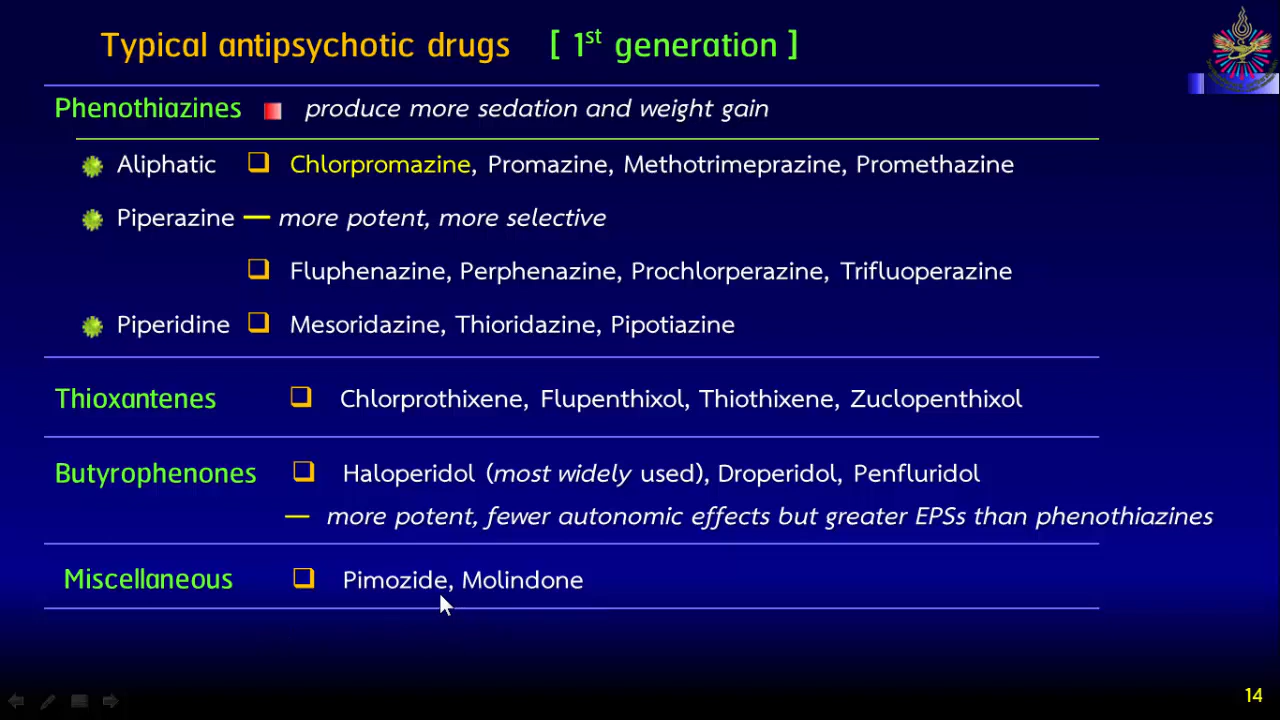 Typical antipsychotic drugs [ 1st generation ]
Phenothiazines produce more sedation and weight gain
Aliphatic Chlorpromazine, Promazine, Methotrimeprazine, Promethazine
Piperazine — more potent, more selective
Fluphenazine, Perphenazine, Prochlorperazine, Trifluoperazine
Piperidine Mesoridazine, Thioridazine, Pipotiazine
Thioxantenes Chlorprothixene, Flupenthixol, Thiothixene, Zuclopenthixol
Butyrophenones Haloperidol (most widely used), Droperidol, Penfluridol
— more potent, fewer autonomic effects but greater EPSs than phenothiazines
Miscellaneous Pimozide, Molindone
14